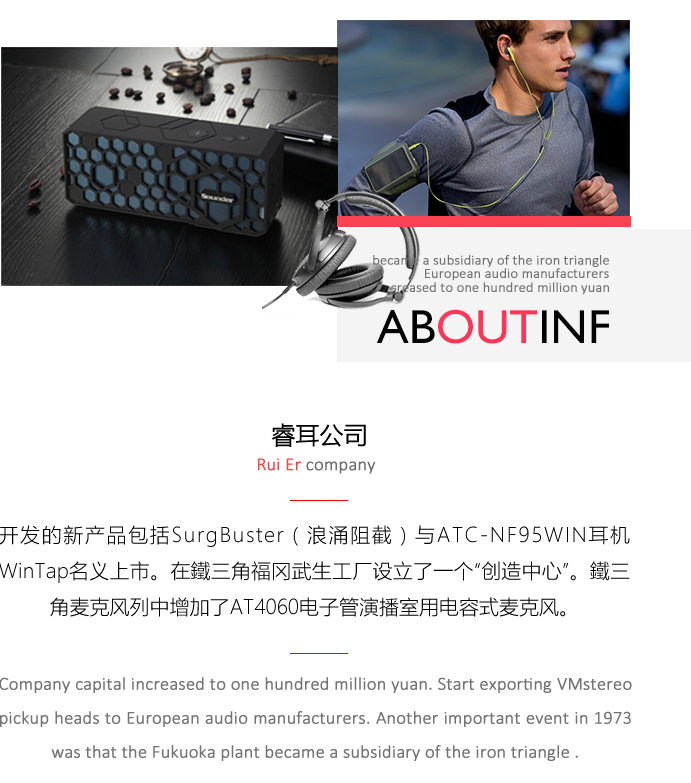 Sounder
became a subsidiary of the iron triangle
European audio manufacturers
creased to one hundred million yuan
ABOUTINF
睿耳公司
Rui Er company
开发的新产品包括SurgBuster（浪涌阻截）与ATC-NF95WIN耳机
WinTap名义上市。在鐵三角福冈武生工厂设立了一个“创造中心”。鐵三
角麦克风列中增加了AT4060电子管演播室用电容式麦克风。
Company capital increased to one hundred million yuan. Start exporting VMstereo
pickup heads to European audio manufacturers. Another important event in 1973
was that the Fukuoka plant became a subsidiary of the iron triangle .